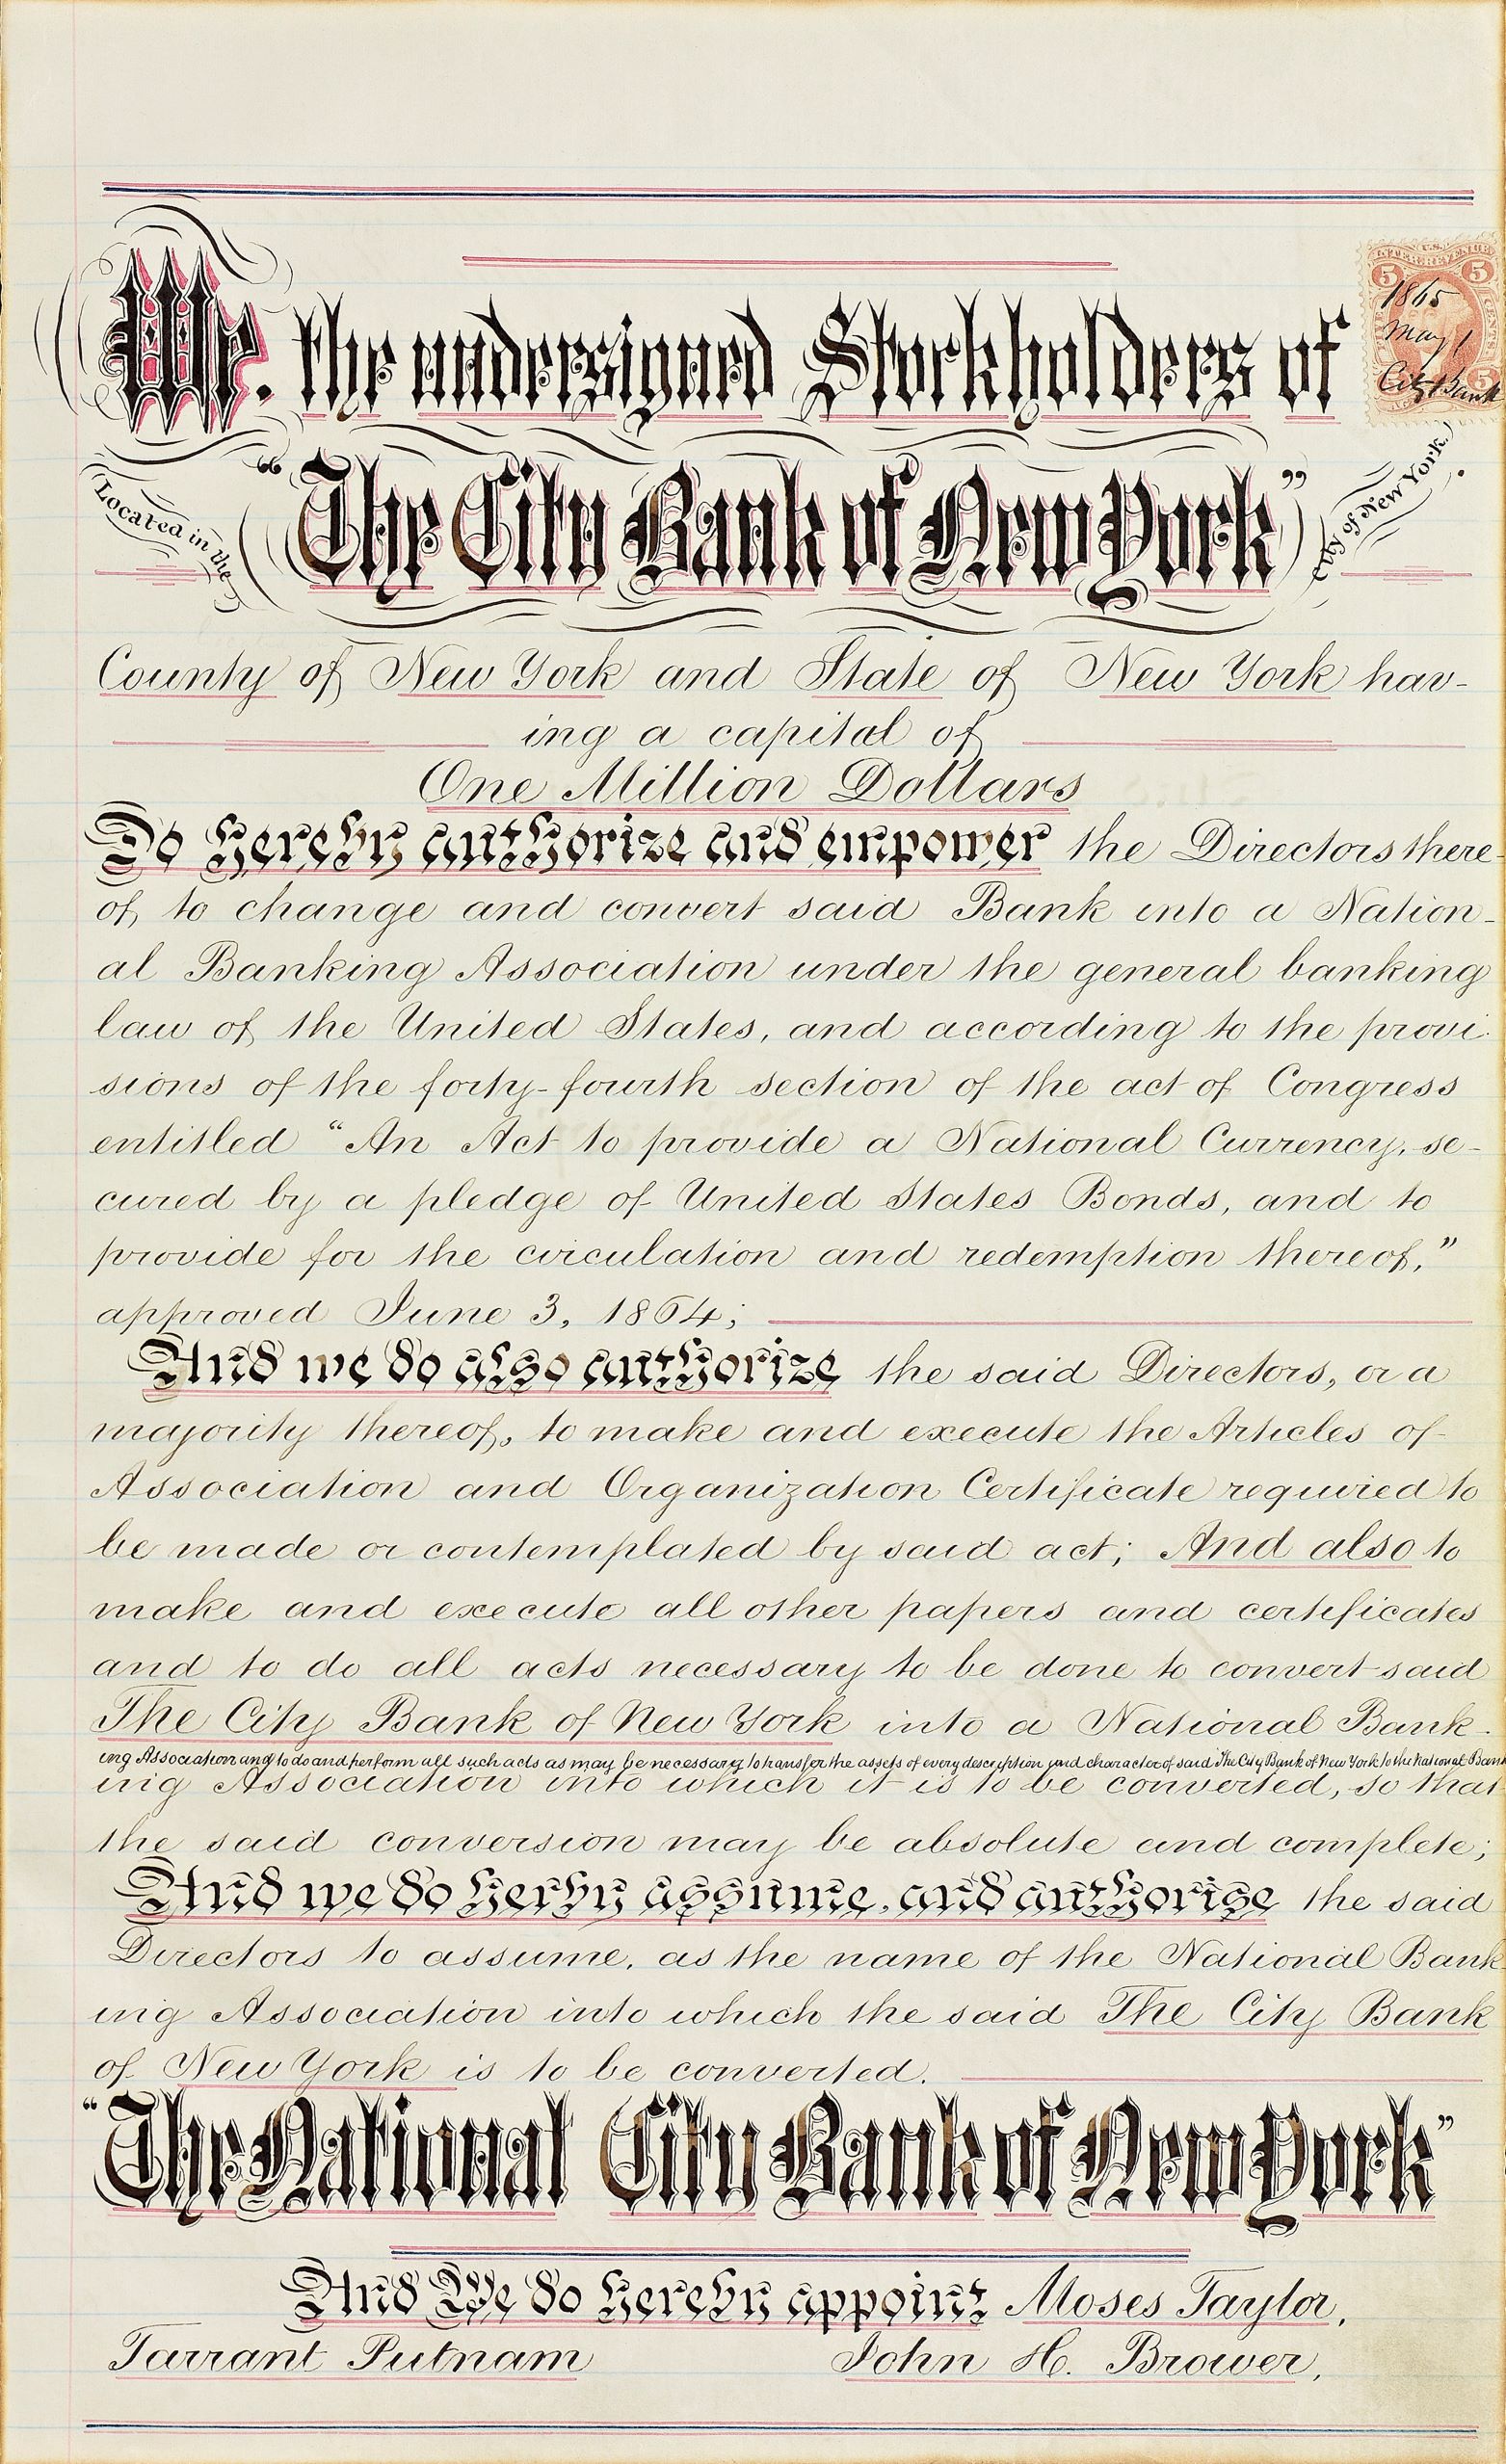 We, the undersigned Stockholders of
U.S. INTER. REVENUE
5 5
1865
May 1
City Bank
CENTS
5
Located in the
“The City Bank of New York”
City of New York.
County of New York and State of New York hav-
ing a capital of
One Million Dollars
Do hereby authorize and empower the Directors there-
of, to change and convert said Bank into a Nation-
al Banking Association under the general banking
law of the United States, and according to the provi-
sions of the forty-fourth section of the act of Congress
entitled “An Act to provide a National Currency, se-
cured by a pledge of United States Bonds, and to
provide for the circulation and redemption thereof,”
approved June 3, 1864;
And we do also authorize the said Directors, or a
majority thereof, to make and execute the Articles of
Association and Organization Certificate required to
be made or contemplated by said act; And also to
make and execute all other papers and certificates
and to do all acts necessary to be done to convert said
The City Bank of New York into a National Bank-
ing Association and to do and perform all such acts as may be necessary to transfer the assets of every description and character of said The City Bank of New York to the National Bank
ing Association into which it is to be converted, so that
the said conversion may be absolute and complete;
And we do herby assume, and authorise the said
Directors to assume, as the name of the National Bank-
ing Association into which the said The City Bank
of New York is to be converted.
“The National City Bank of New York”
And We do hereby appoint Moses Taylor,
Tarrant Putnam John H. Brower,